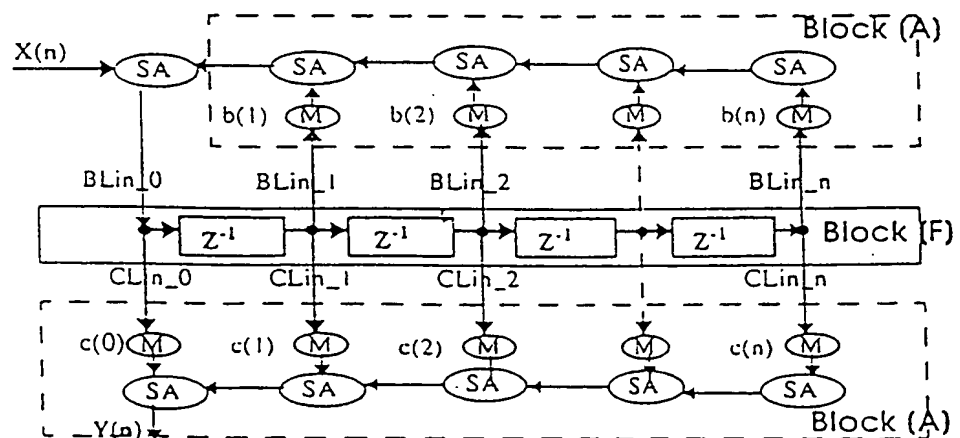 Block (A)
X(n)
SA SA SA SA SA
b(1) M b(2) M M b(n) M
BLin_0 BLin_1 BLin_2 BLin_n
Z-1 Z-1 Z-1 Z-1 Block (F)
CLin_0 CLin_1 CLin_2 CLin_n
c(0) M c(1) M c(2) M M c(n) M
SA SA SA SA SA
Y(n) Block (A)